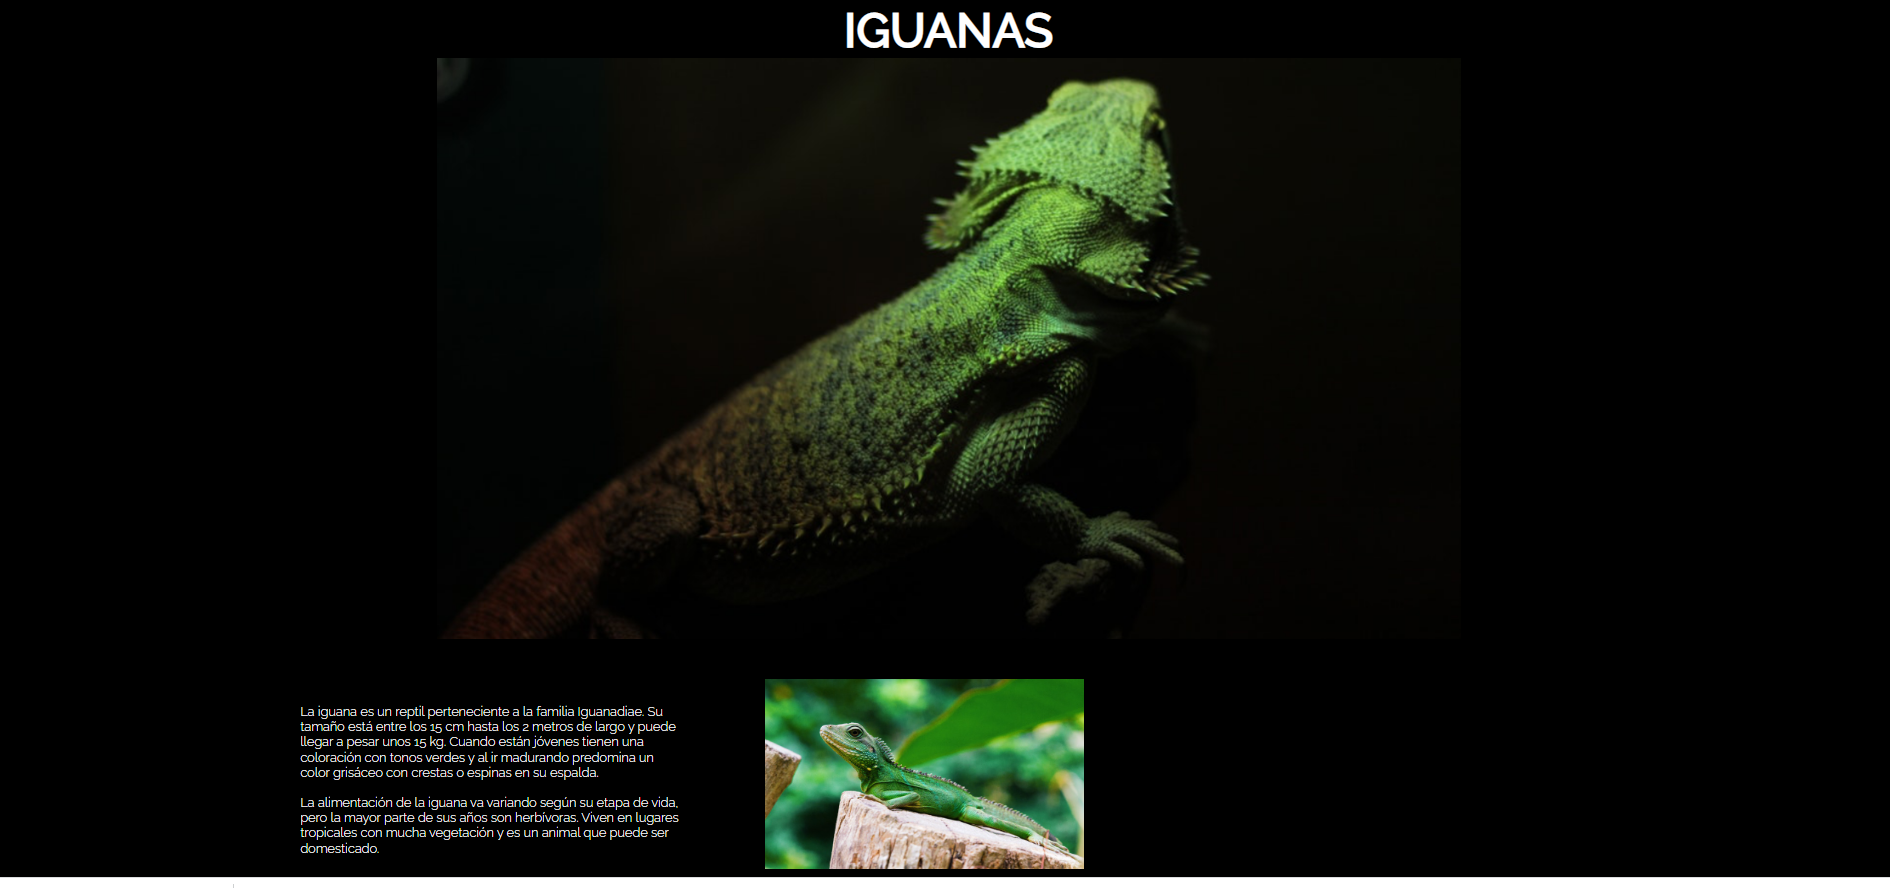 IGUANAS
La iguana es un reptil perteneciente a la familia Iguanadiae. Su
tamaño está entre los 15 cm hasta los 2 metros de largo y puede
llegar a pesar unos 15 kg. Cuando están jóvenes tienen una
coloración con tonos verdes y al ir madurando predomina un
color grisáceo con crestas o espinas en su espalda.
La alimentación de la iguana va variando según su etapa de vida,
pero la mayor parte de sus años son herbívoras. Viven en lugares
tropicales con mucha vegetación y es un animal que puede ser
domesticado.